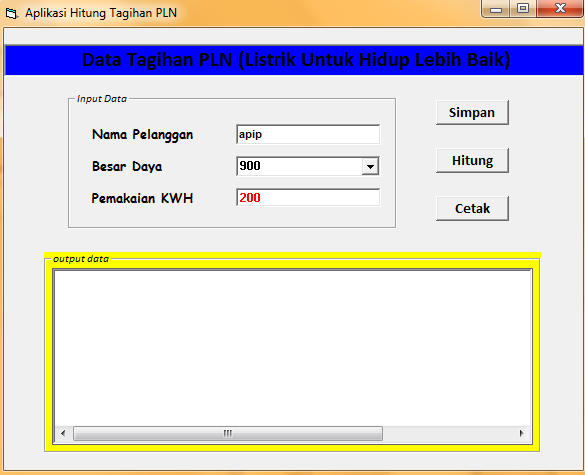 Aplikasi Hitung Tagihan PLN
Data Tagihan PLN (Listrik Untuk Hidup Lebih Baik)
Input Data
Nama Pelanggan apip
Besar Daya 900
Pemakaian KWH 200
Simpan
Hitung
Cetak
output data